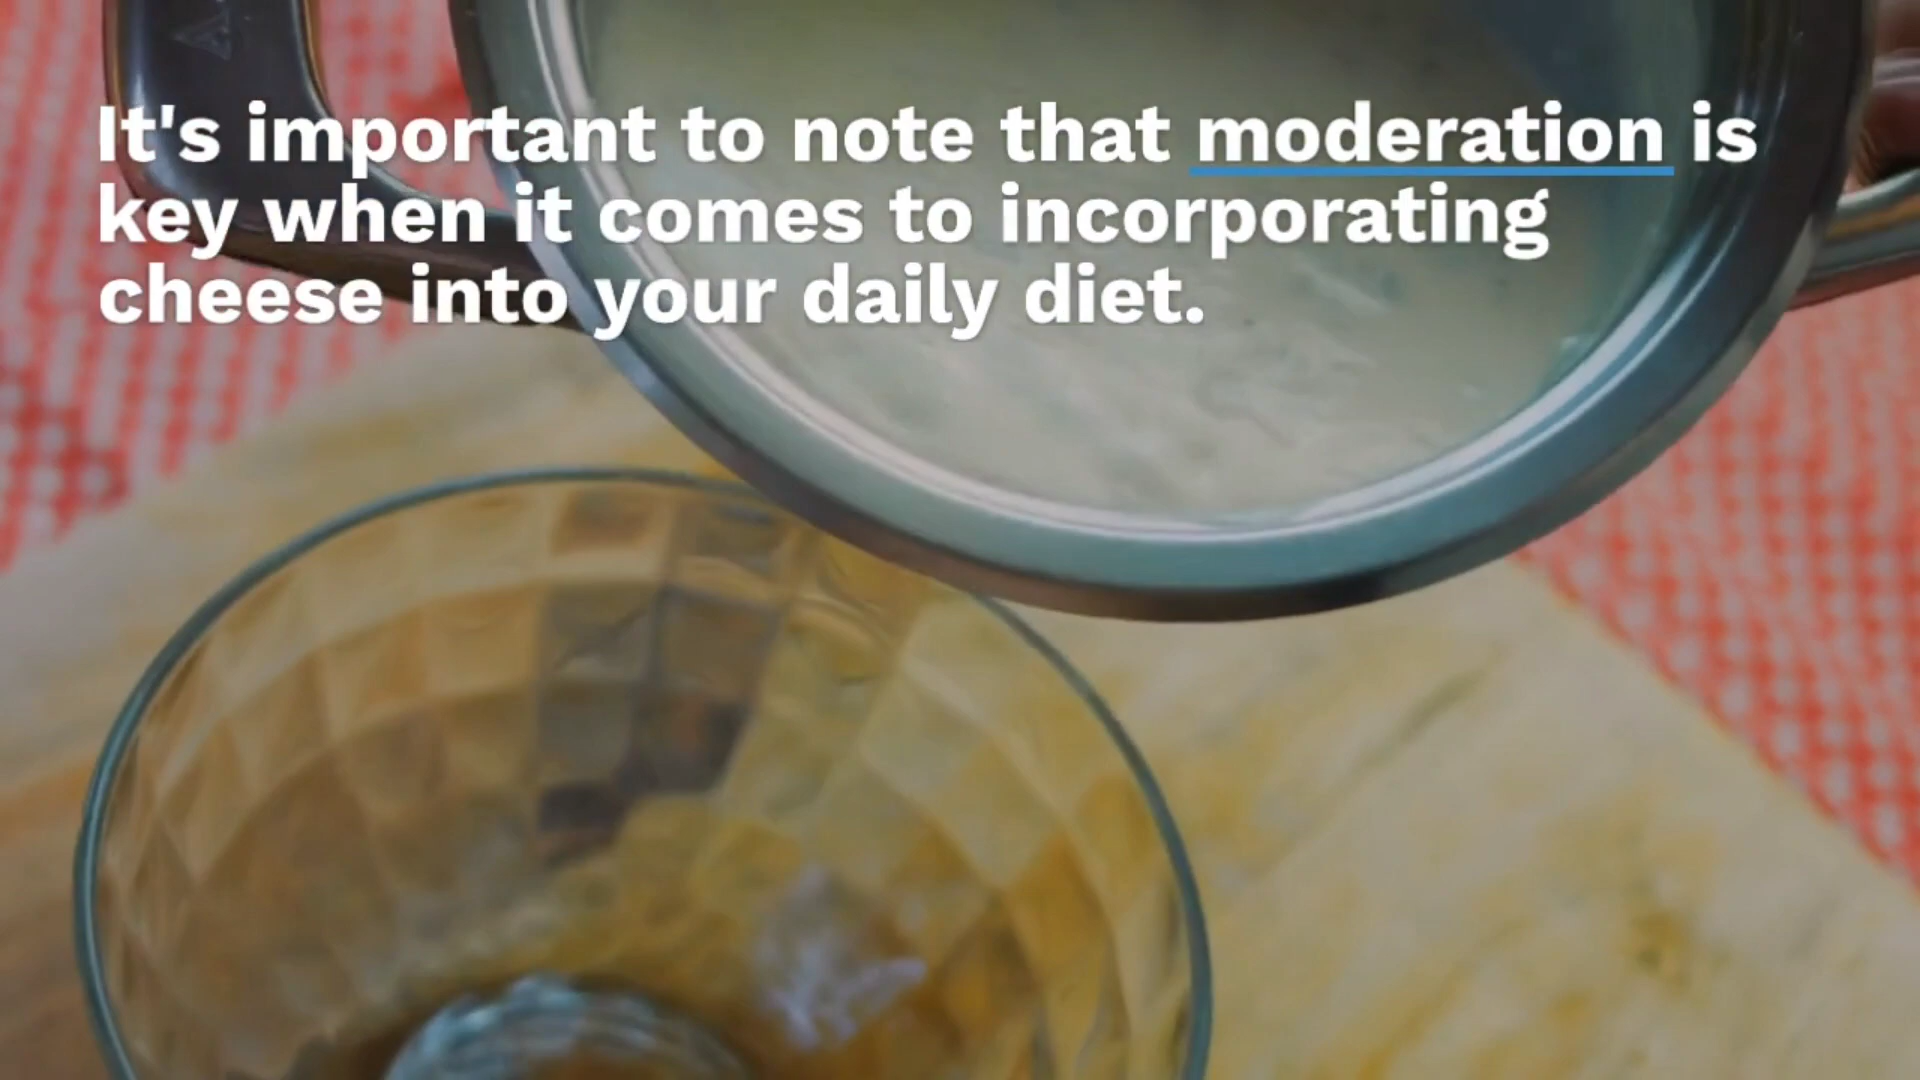 It's important to note that moderation is
key when it comes to incorporating
cheese into your daily diet.